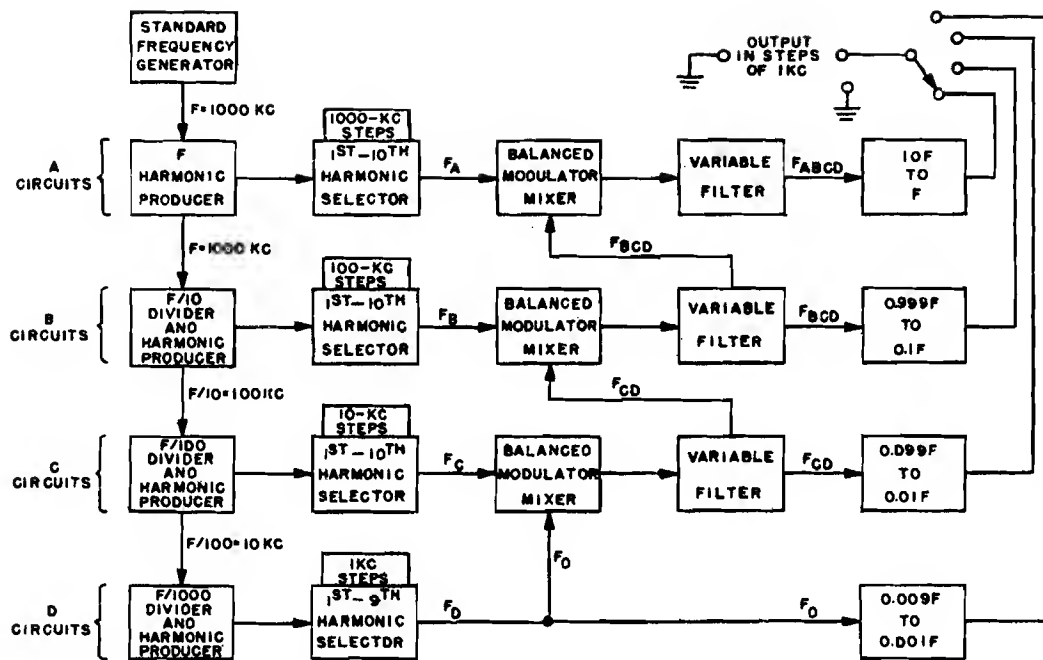 STANDARD
FREQUENCY
GENERATOR
OUTPUT
IN STEPS
OF 1KC
F=1000 KC
A
CIRCUITS
F
HARMONIC
PRODUCER
1000-KC
STEPS
1ST-10TH
HARMONIC
SELECTOR
FA
BALANCED
MODULATOR
MIXER
VARIABLE
FILTER
FABCD
10F
TO
F
F=1000 KC
FBCD
B
CIRCUITS
F/10
DIVIDER
AND
HARMONIC
PRODUCER
100-KC
STEPS
1ST-10TH
HARMONIC
SELECTOR
FB
BALANCED
MODULATOR
MIXER
VARIABLE
FILTER
FBCD
0.999F
TO
0.1F
F/10=100KC
FCD
C
CIRCUITS
F/100
DIVIDER
AND
HARMONIC
PRODUCER
10-KC
STEPS
1ST-10TH
HARMONIC
SELECTOR
FC
BALANCED
MODULATOR
MIXER
VARIABLE
FILTER
FCD
0.099F
TO
0.01F
F/100=10KC
FD
D
CIRCUITS
F/1000
DIVIDER
AND
HARMONIC
PRODUCER
1KC
STEPS
1ST-9TH
HARMONIC
SELECTOR
FD
FD
0.009F
TO
0.001F